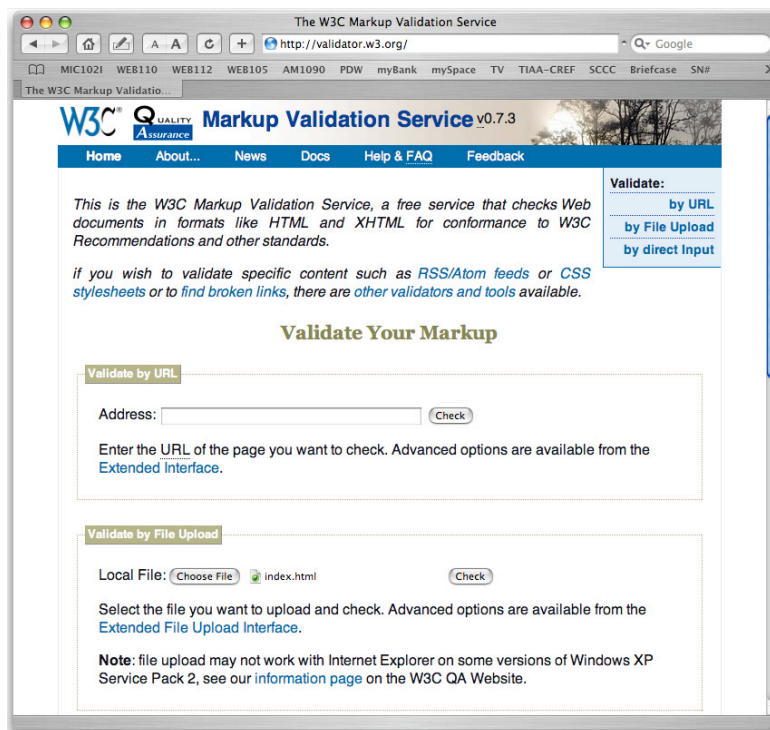 The W3C Markup Validation Service
A A
http://validator.w3.org/
Google
MIC102J WEB110 WEB112 WEB105 AM1090 PDW myBank mySpace TV TIAA-CREF SCCC Briefcase SN#
The W3C Markup Validatio...
W3C® QUALITY Assurance Markup Validation Service v0.7.3
Home About... News Docs Help & FAQ Feedback
Validate:
by URL
by File Upload
by direct Input
This is the W3C Markup Validation Service, a free service that checks Web
documents in formats like HTML and XHTML for conformance to W3C
Recommendations and other standards.
if you wish to validate specific content such as RSS/Atom feeds or CSS
stylesheets or to find broken links, there are other validators and tools available.
Validate Your Markup
Validate by URL
Address: Check
Enter the URL of the page you want to check. Advanced options are available from the
Extended Interface.
Validate by File Upload
Local File: Choose File index.html Check
Select the file you want to upload and check. Advanced options are available from the
Extended File Upload Interface.
Note: file upload may not work with Internet Explorer on some versions of Windows XP
Service Pack 2, see our information page on the W3C QA Website.